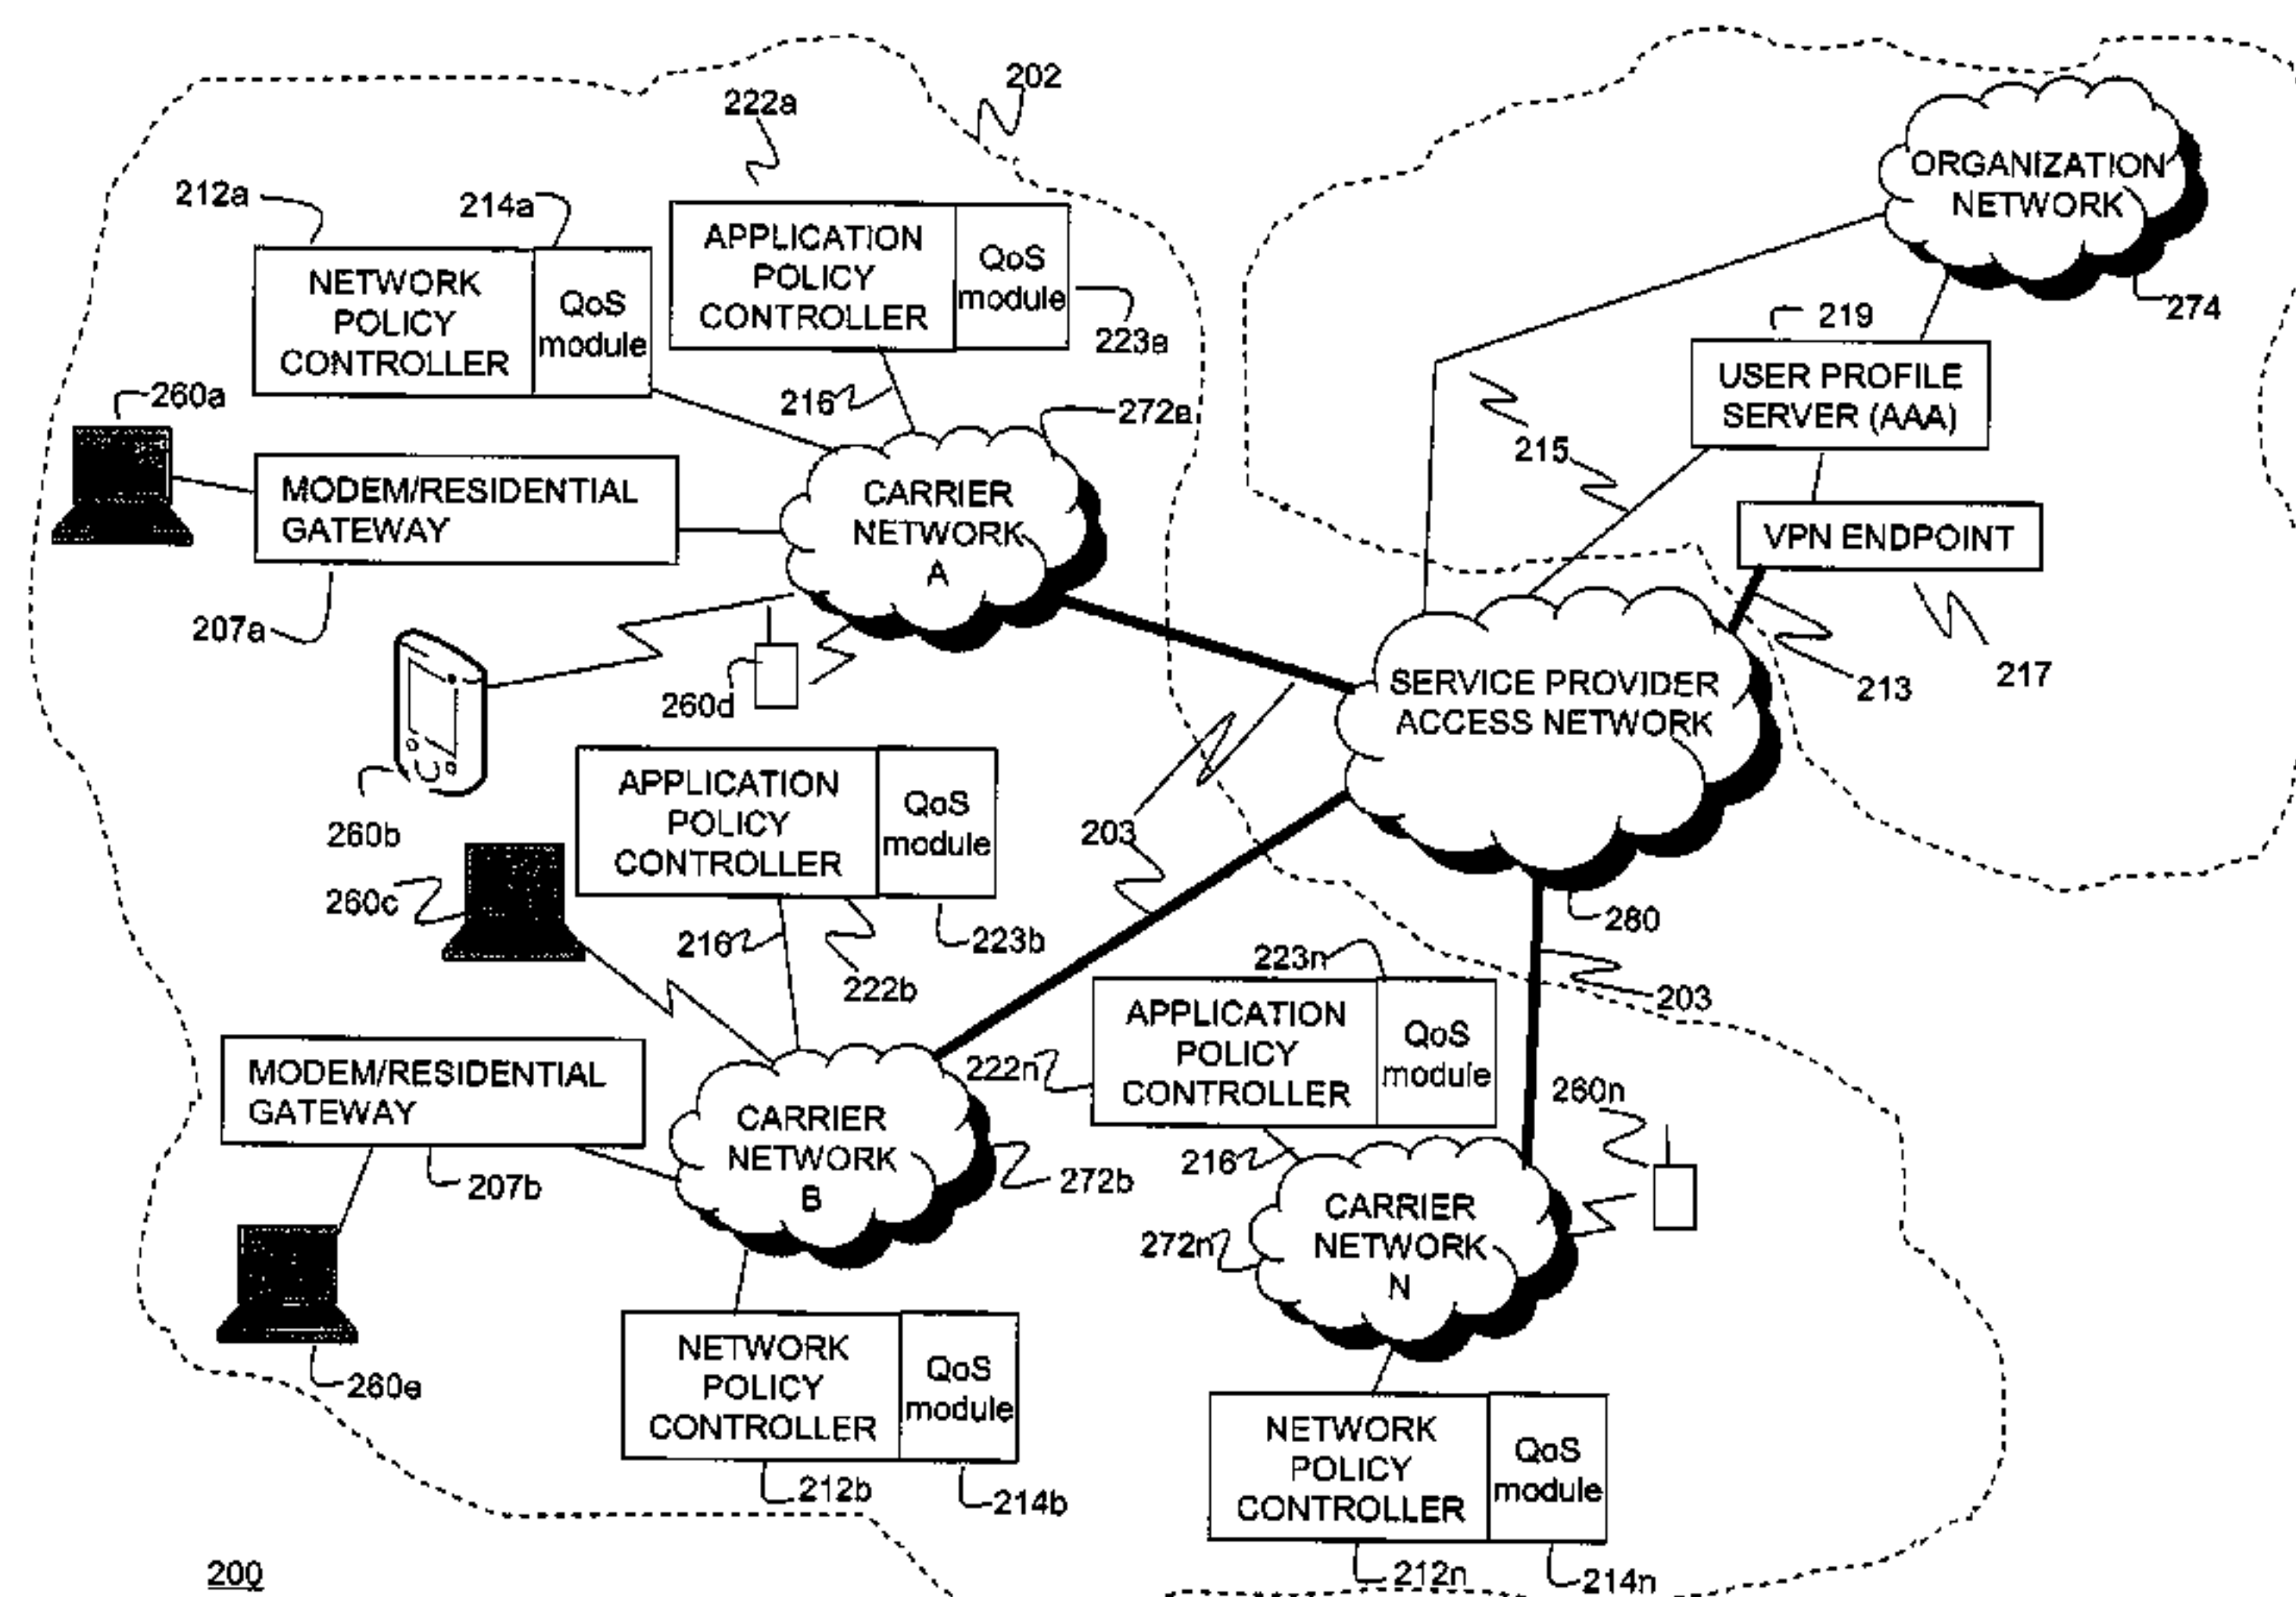 202
222a
212a
214a
APPLICATION
POLICY
CONTROLLER
QoS
module
223a
NETWORK
POLICY
CONTROLLER
QoS
module
ORGANIZATION
NETWORK
274
219
USER PROFILE
SERVER (AAA)
215
216
272a
260a
MODEM/RESIDENTIAL
GATEWAY
CARRIER
NETWORK
A
VPN ENDPOINT
207a
260d
213
217
SERVICE PROVIDER
ACCESS NETWORK
260b
APPLICATION
POLICY
CONTROLLER
QoS
module
203
260c
216
222b
223b
280
223n
203
APPLICATION
POLICY
CONTROLLER
QoS
module
222n
260n
MODEM/RESIDENTIAL
GATEWAY
CARRIER
NETWORK
B
207b
272b
216
CARRIER
NETWORK
N
272n
260e
NETWORK
POLICY
CONTROLLER
QoS
module
212b
214b
NETWORK
POLICY
CONTROLLER
QoS
module
212n
214n
200